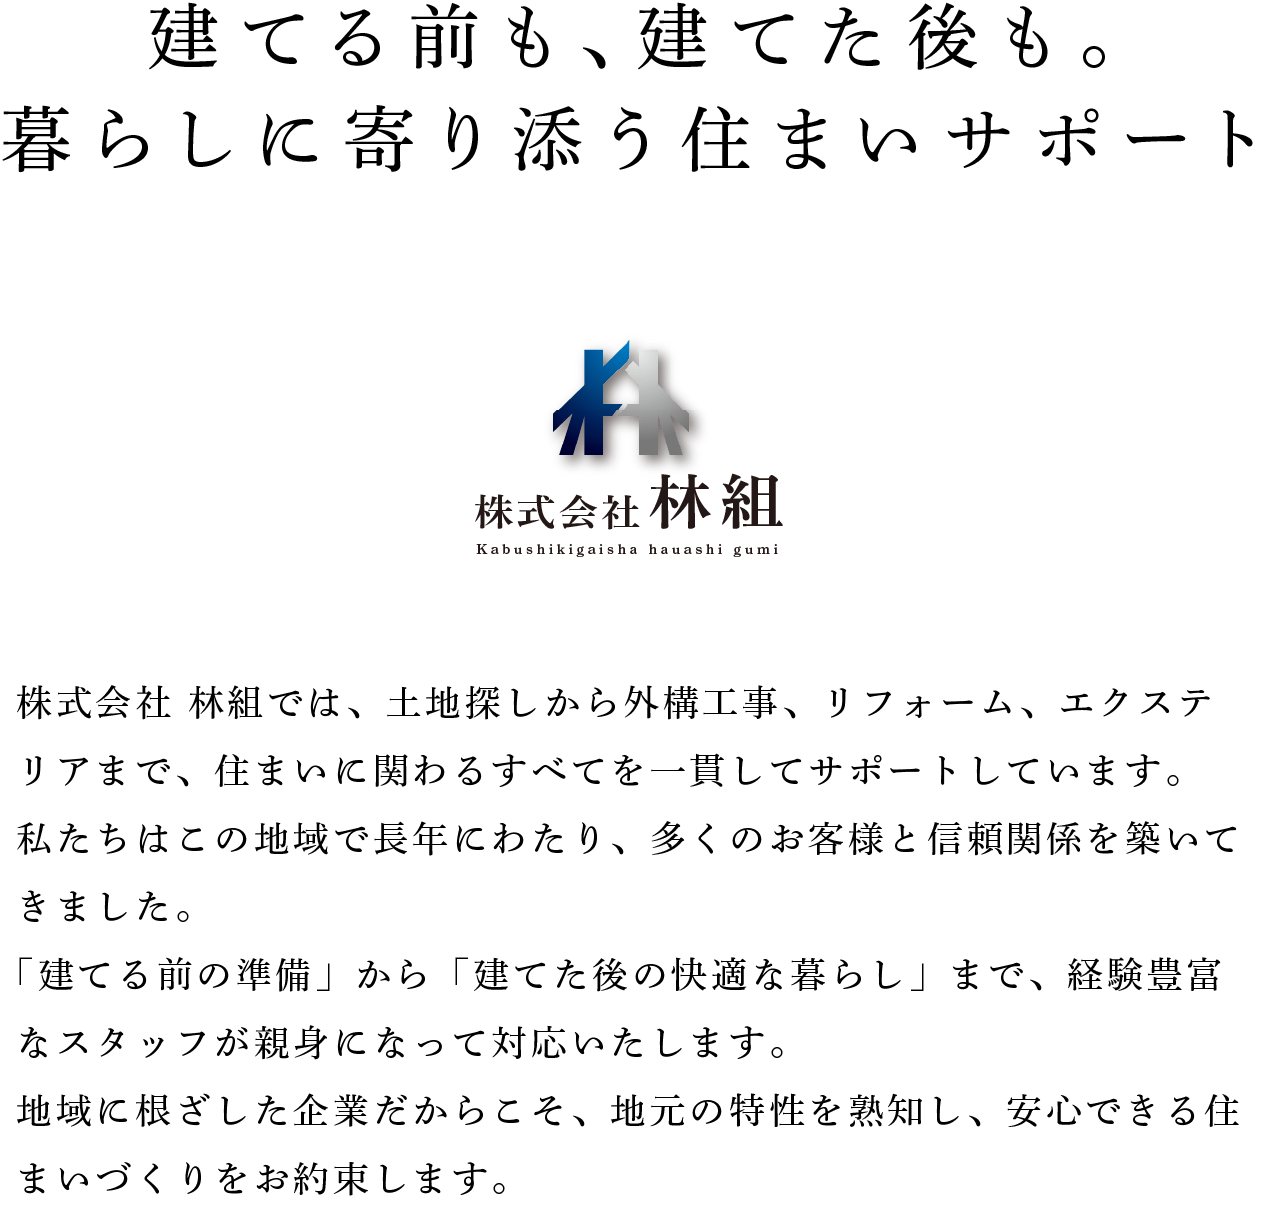 建てる前も、建てた後も。
暮らしに寄り添う住まいサポート
株式会社 林組
Kabushikigaisha hauashi gumi
株式会社 林組では、土地探しから外構工事、リフォーム、エクステ
リアまで、住まいに関わるすべてを一貫してサポートしています。
私たちはこの地域で長年にわたり、多くのお客様と信頼関係を築いて
きました。
「建てる前の準備」から「建てた後の快適な暮らし」まで、経験豊富
なスタッフが親身になって対応いたします。
地域に根ざした企業だからこそ、地元の特性を熟知し、安心できる住
まいづくりをお約束します。